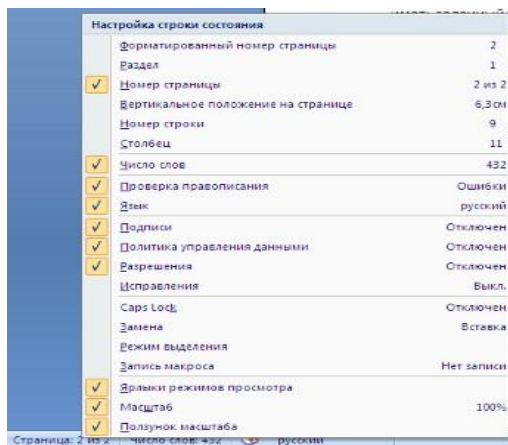 Настройка строки состояния
Форматированный номер страницы 2
Раздел 1
Номер страницы 2 из 2
Вертикальное положение на странице 6,3см
Номер строки 9
Столбец 11
Число слов 432
Проверка правописания Ошибки
Язык русский
Подписи Отключен
Политика управления данными Отключен
Разрешения Отключен
Исправления Выкл.
Caps Lock Отключен
Замена Вставка
Режим выделения
Запись макроса Нет записи
Ярлыки режимов просмотра
Масштаб 100%
Ползунок масштаба
Страница: 2 из 2 Число слов: 432 русский